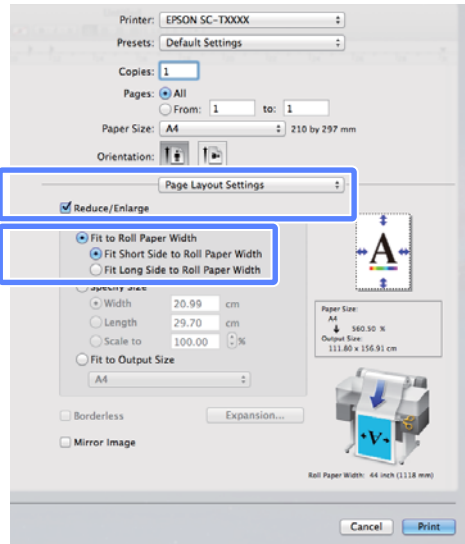 Printer: EPSON SC-TXXXX
Presets: Default Settings
Copies: 1
Pages: All
From: 1 to: 1
Paper Size: A4 210 by 297 mm
Orientation:
Page Layout Settings
Reduce/Enlarge
Fit to Roll Paper Width
Fit Short Side to Roll Paper Width
Fit Long Side to Roll Paper Width
Specify Size
Width 20.99 cm
Length 29.70 cm
Scale to 100.00 %
Fit to Output Size
A4
Borderless Expansion...
Mirror Image
A
Paper Size:
A4
560.50 %
Output Size:
111.80 x 156.91 cm
V
Roll Paper Width: 44 inch (1118 mm)
Cancel Print